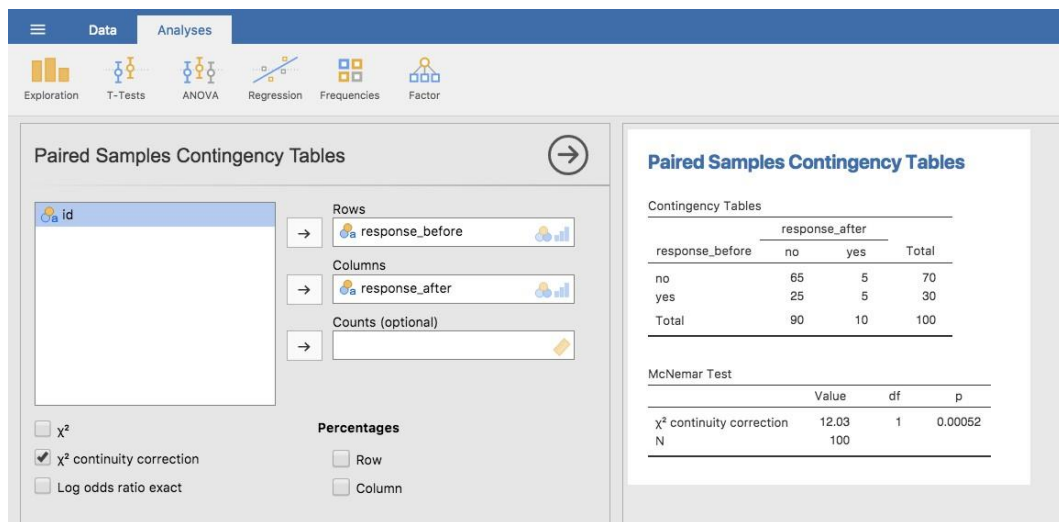 Data Analyses
Exploration T-Tests ANOVA Regression Frequencies Factor
Paired Samples Contingency Tables
id
Rows
response_before
Columns
response_after
Counts (optional)
χ²
χ² continuity correction
Log odds ratio exact
Percentages
Row
Column
Paired Samples Contingency Tables
Contingency Tables
response_after
response_before no yes Total
no 65 5 70
yes 25 5 30
Total 90 10 100
McNemar Test
Value df p
χ² continuity correction 12.03 1 0.00052
N 100